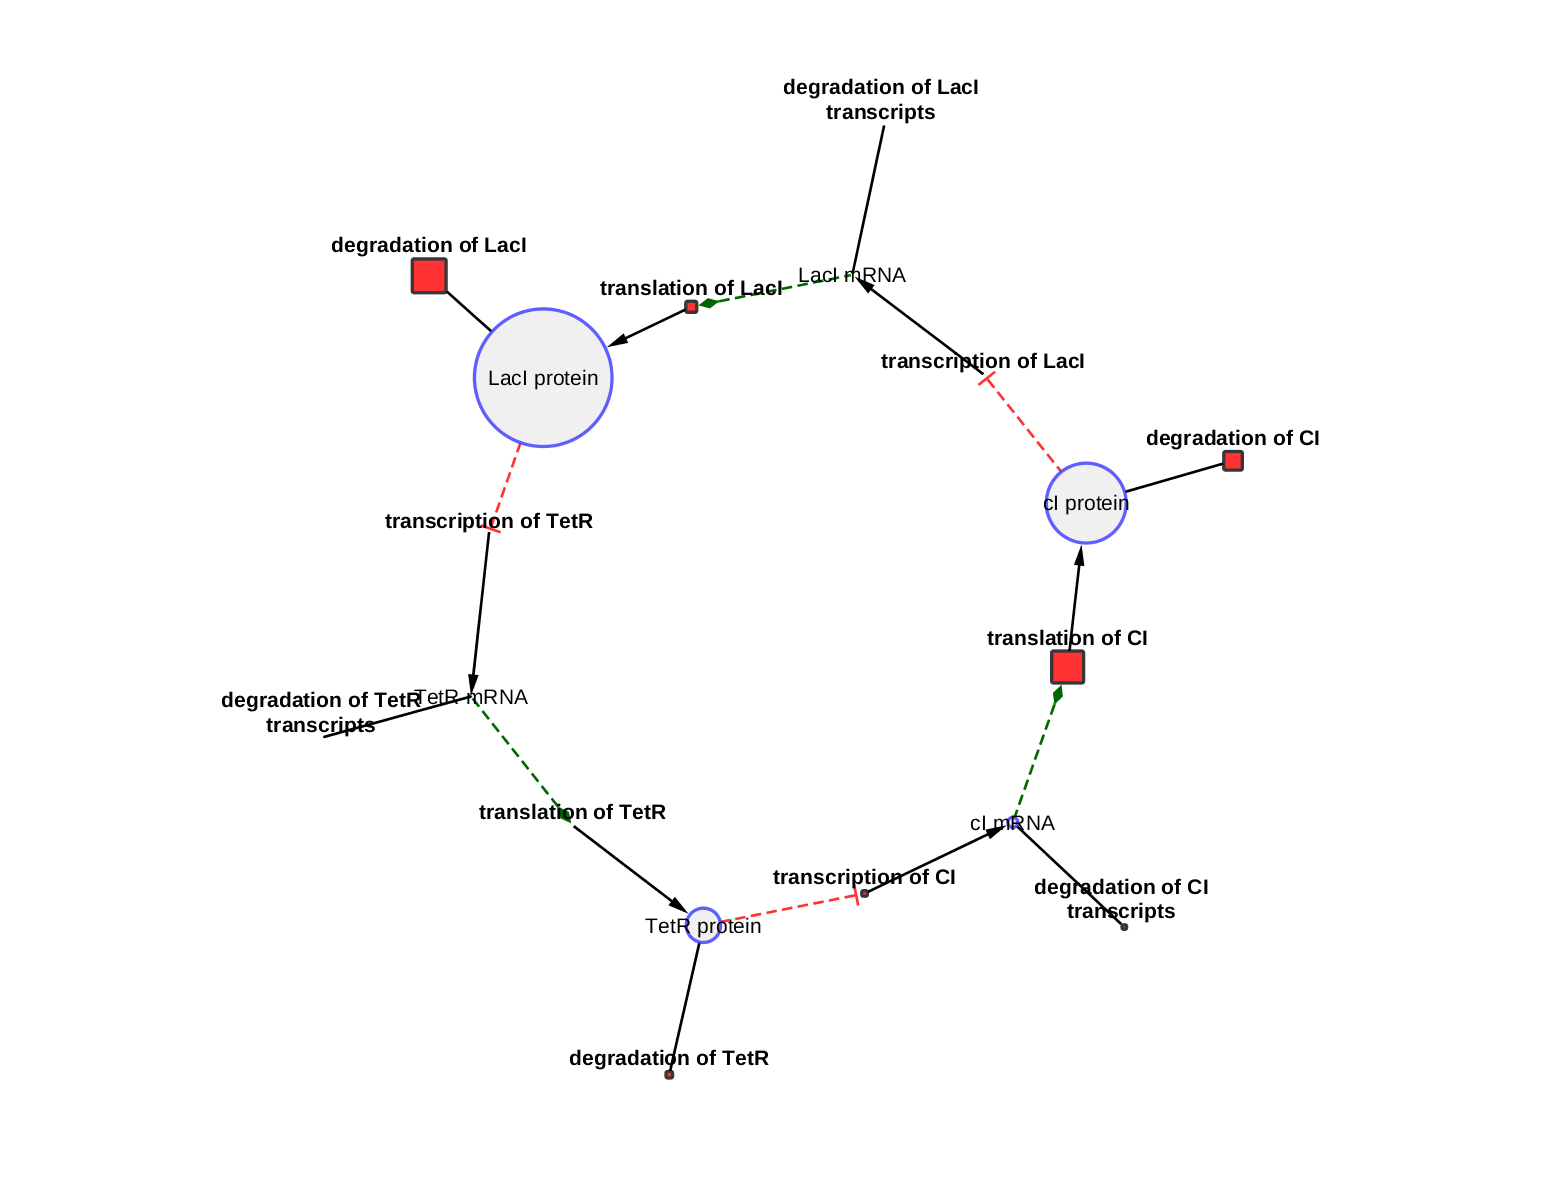 degradation of LacI
transcripts
degradation of LacI
LacI mRNA
translation of LacI
transcription of LacI
LacI protein
degradation of CI
cI protein
transcription of TetR
translation of CI
degradation of TetR
transcripts
TetR mRNA
translation of TetR
cI mRNA
transcription of CI
degradation of CI
transcripts
TetR protein
degradation of TetR